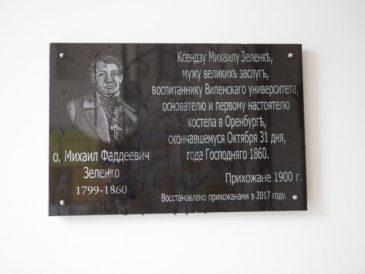 Ксендзу Михаилу Зеленкѣ,
мужу великихъ заслугъ,
воспитаннику Виленского университета,
основателю и первому настоятелю
костела в Оренбургѣ,
скончавшемуся Октября 31 дня,
года Господняго 1860.
Прихожане 1900 г.
Восстановлено прихожанами в 2017 году.
о. Михаил Фаддеевич
Зеленко
1799-1860